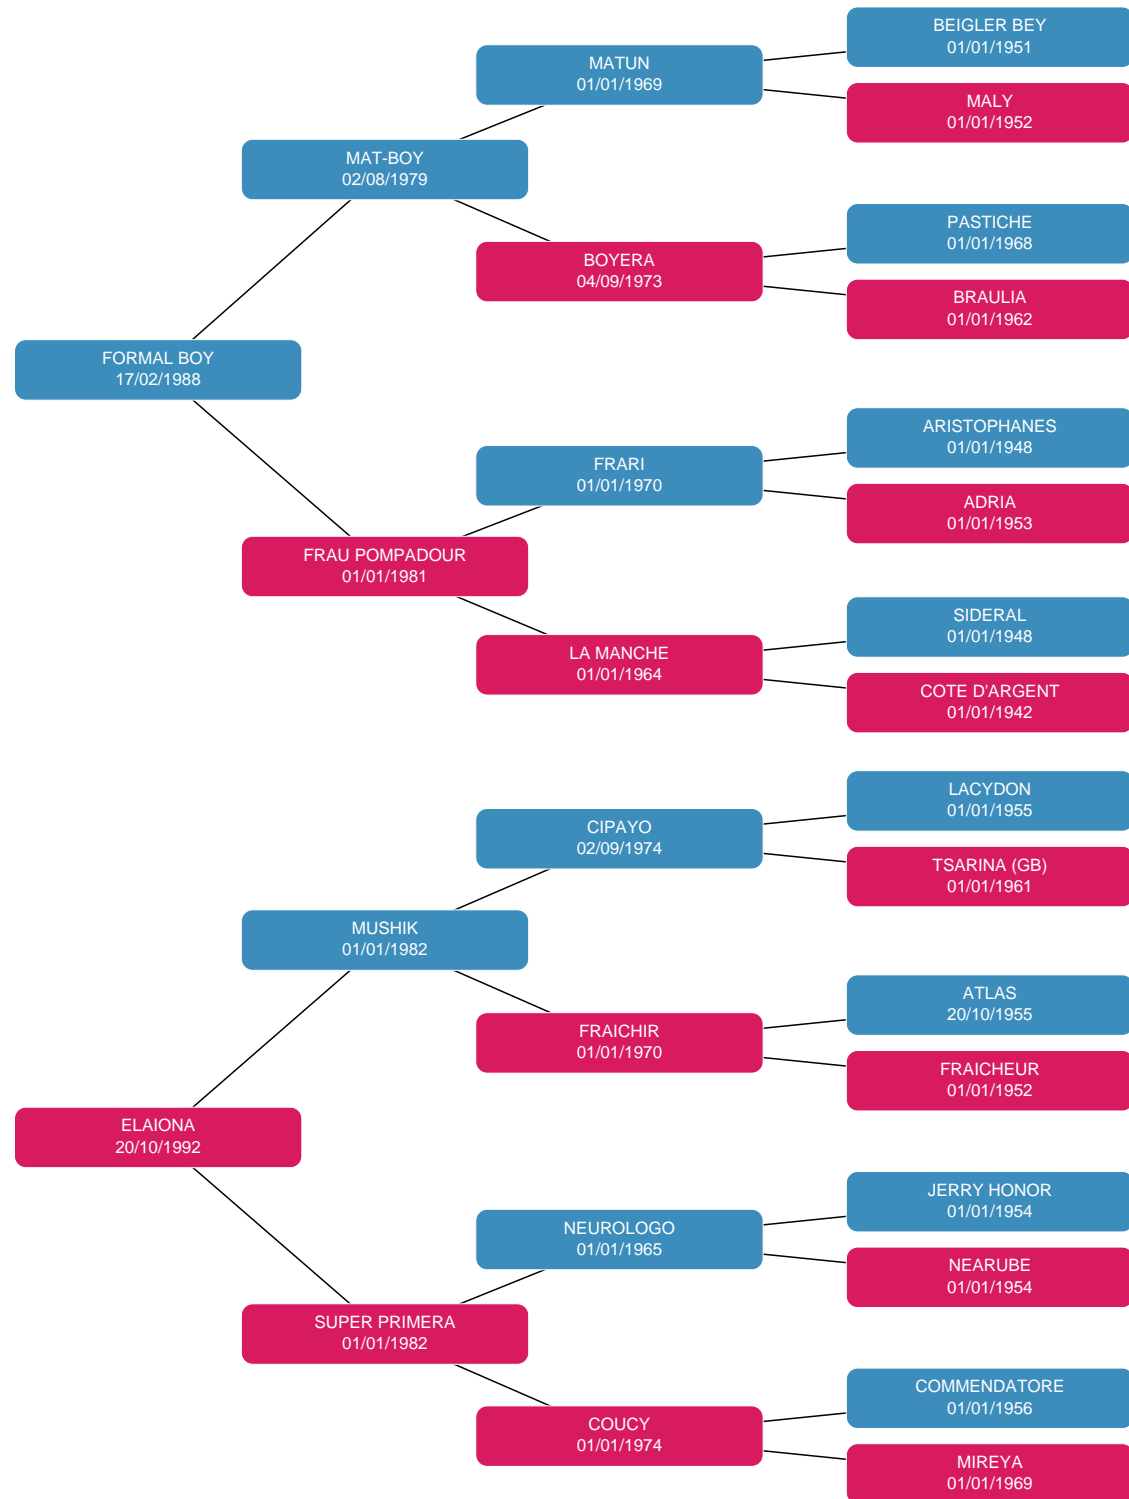 BEIGLER BEY
01/01/1951
MATUN
01/01/1969
MALY
01/01/1952
MAT-BOY
02/08/1979
PASTICHE
01/01/1968
BOYERA
04/09/1973
BRAULIA
01/01/1962
FORMAL BOY
17/02/1988
ARISTOPHANES
01/01/1948
FRARI
01/01/1970
ADRIA
01/01/1953
FRAU POMPADOUR
01/01/1981
SIDERAL
01/01/1948
LA MANCHE
01/01/1964
COTE D'ARGENT
01/01/1942
LACYDON
01/01/1955
CIPAYO
02/09/1974
TSARINA (GB)
01/01/1961
MUSHIK
01/01/1982
ATLAS
20/10/1955
FRAICHIR
01/01/1970
FRAICHEUR
01/01/1952
ELAIONA
20/10/1992
JERRY HONOR
01/01/1954
NEUROLOGO
01/01/1965
NEARUBE
01/01/1954
SUPER PRIMERA
01/01/1982
COMMENDATORE
01/01/1956
COUCY
01/01/1974
MIREYA
01/01/1969